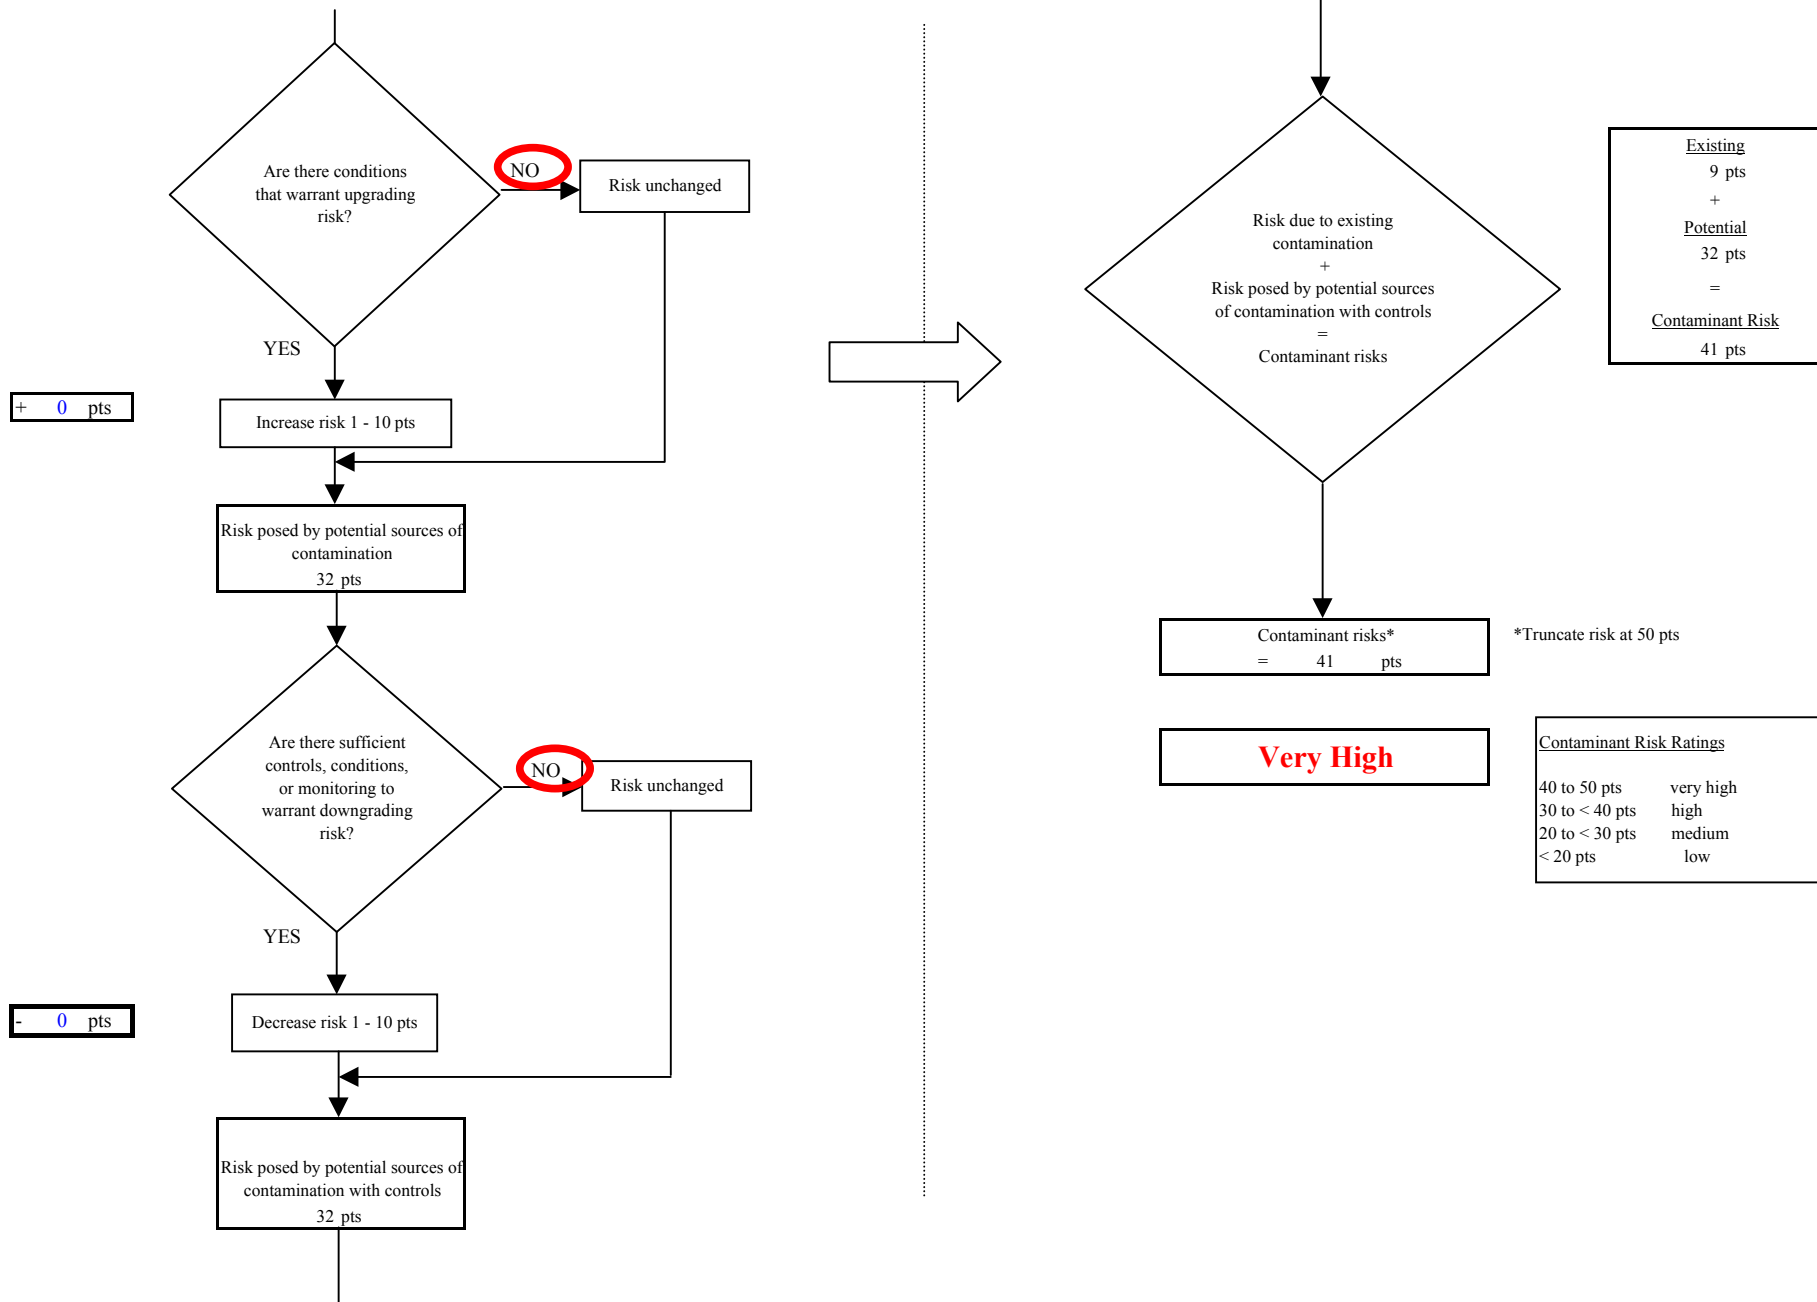 Are there conditions
that warrant upgrading
risk?
NO
Risk unchanged
YES
+ 0 pts
Increase risk 1 - 10 pts
Risk posed by potential sources of
contamination
32 pts
Are there sufficient
controls, conditions,
or monitoring to
warrant downgrading
risk?
NO
Risk unchanged
YES
- 0 pts
Decrease risk 1 - 10 pts
Risk posed by potential sources of
contamination with controls
32 pts
Risk due to existing
contamination
+
Risk posed by potential sources
of contamination with controls
=
Contaminant risks
Existing
9 pts
+
Potential
32 pts
=
Contaminant Risk
41 pts
Contaminant risks*
= 41 pts
*Truncate risk at 50 pts
Very High
Contaminant Risk Ratings
40 to 50 pts very high
30 to < 40 pts high
20 to < 30 pts medium
< 20 pts low